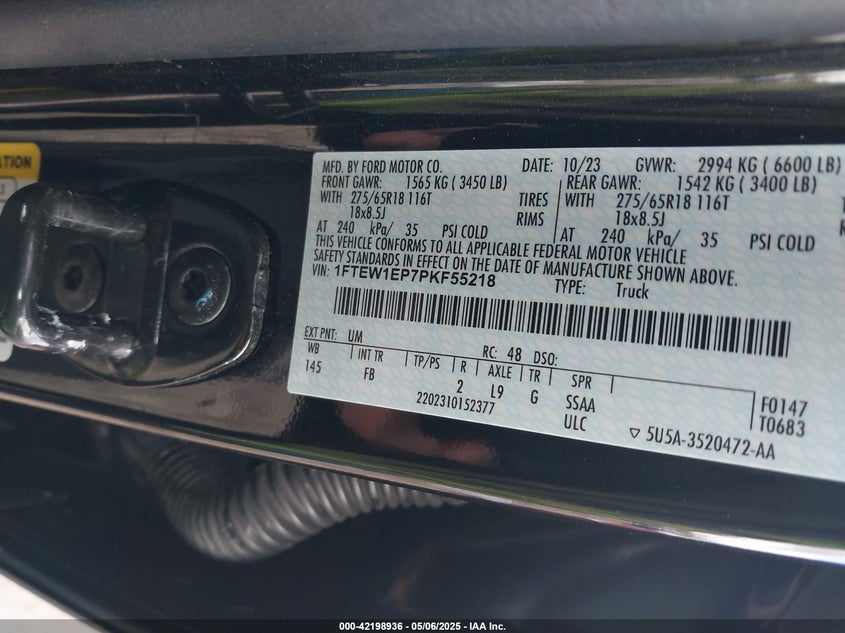 ATION
MFD. BY FORD MOTOR CO. DATE: 10/23 GVWR: 2994 KG ( 6600 LB)
FRONT GAWR: 1565 KG ( 3450 LB) REAR GAWR: 1542 KG ( 3400 LB)
WITH 275/65R18 116T TIRES WITH 275/65R18 116T
18x8.5J RIMS 18x8.5J
AT 240 kPa/ 35 PSI COLD AT 240 kPa/ 35 PSI COLD
THIS VEHICLE CONFORMS TO ALL APPLICABLE FEDERAL MOTOR VEHICLE
SAFETY STANDARDS IN EFFECT ON THE DATE OF MANUFACTURE SHOWN ABOVE.
VIN: 1FTEW1EP7PKF55218 TYPE: Truck
EXT PNT: UM RC: 48 DSO:
WB INT TR TP/PS R AXLE TR SPR
145 FB 2 L9 G SSAA F0147
2202310152377 ULC T0683
▽ 5U5A-3520472-AA
000-42198936 - 05/06/2025 - IAA Inc.